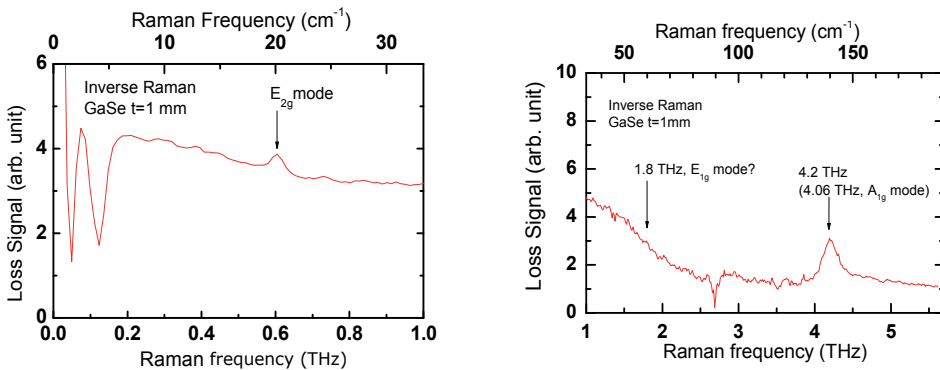 Raman Frequency (cm⁻¹)
0 10 20 30
Inverse Raman
GaSe t=1 mm
E₂g mode
Loss Signal (arb. unit)
6
4
2
0
0.0 0.2 0.4 0.6 0.8 1.0
Raman frequency (THz)
Raman frequency (cm⁻¹)
50 100 150
Inverse Raman
GaSe t=1mm
1.8 THz, E₁g mode?
4.2 THz
(4.06 THz, A₁g mode)
Loss Signal (arb. unit)
10
8
6
4
2
0
1 2 3 4 5
Raman frequency (THz)